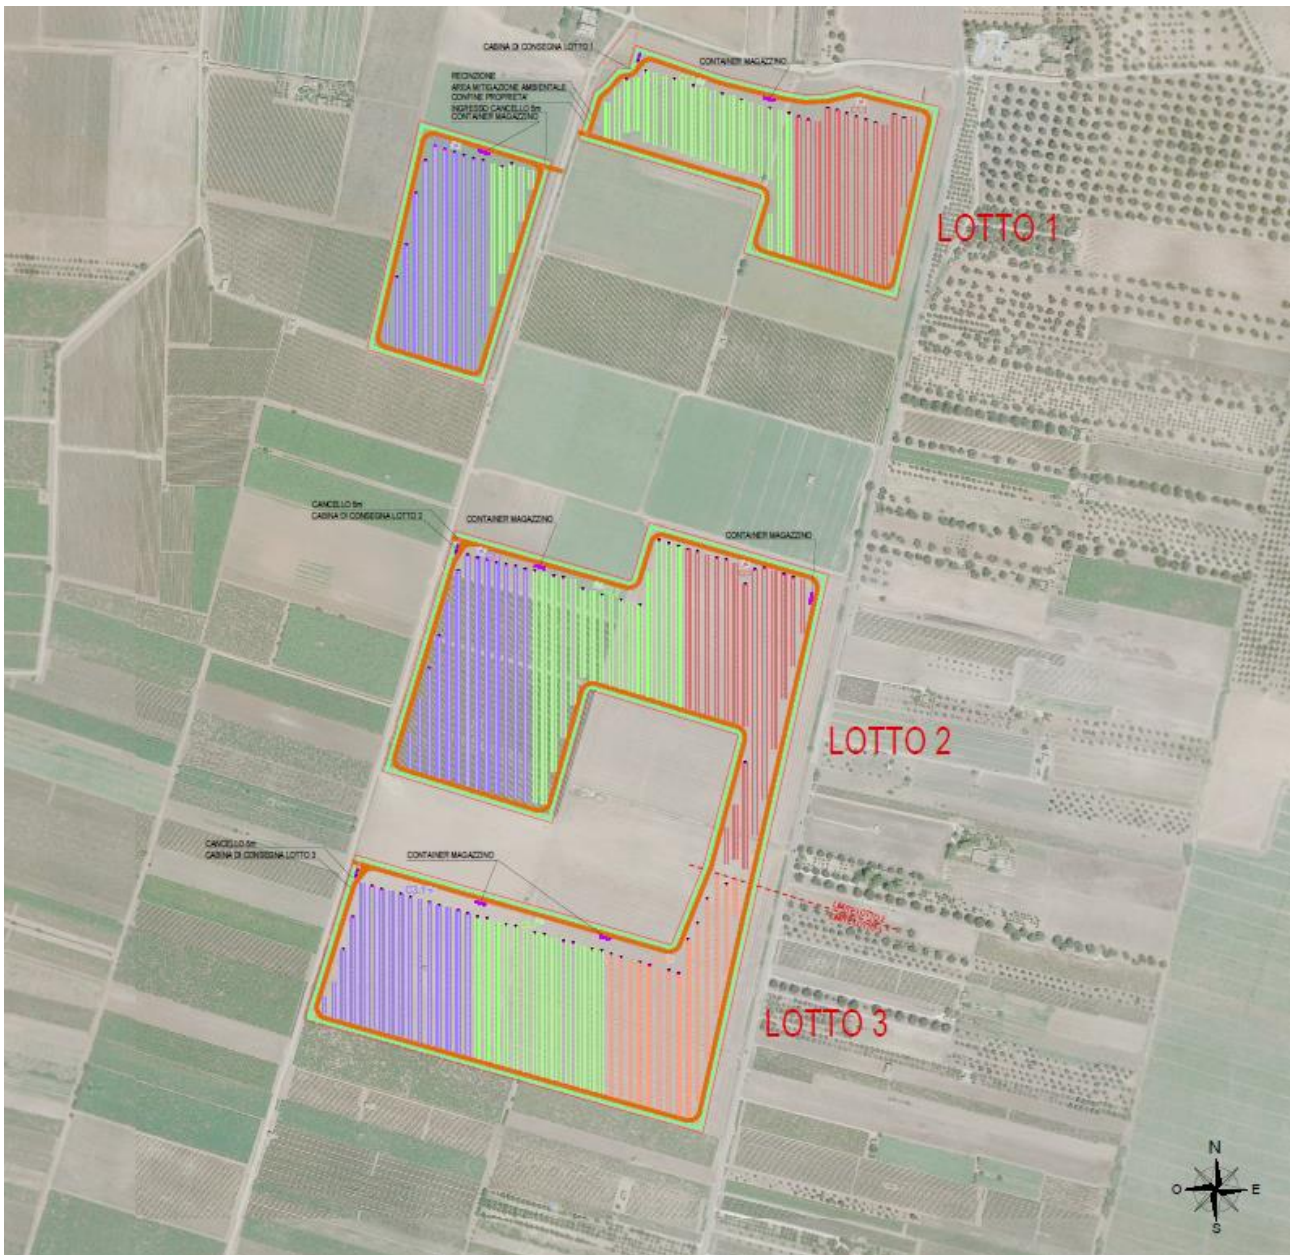 CABINA DI CONSEGNA LOTTO 1
CONTAINER MAGAZZINO
RECINZIONE
AREA MITIGAZIONE AMBIENTALE
CONFINE PROPRIETA'
INGRESSO CANCELLO 5m
CONTAINER MAGAZZINO
LOTTO 1
CANCELLO 5m
CABINA DI CONSEGNA LOTTO 2
CONTAINER MAGAZZINO
CONTAINER MAGAZZINO
LOTTO 2
CANCELLO 5m
CABINA DI CONSEGNA LOTTO 3
CONTAINER MAGAZZINO
C3.1
LOTTO 3
N
O E
S